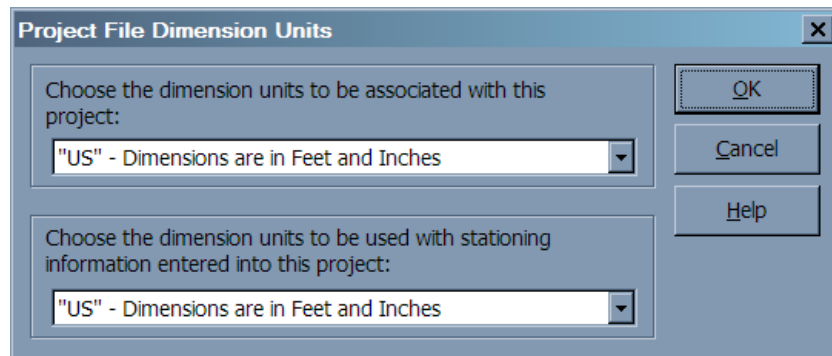 Project File Dimension Units
Choose the dimension units to be associated with this
project:
"US" - Dimensions are in Feet and Inches
OK
Cancel
Help
Choose the dimension units to be used with stationing
information entered into this project:
"US" - Dimensions are in Feet and Inches